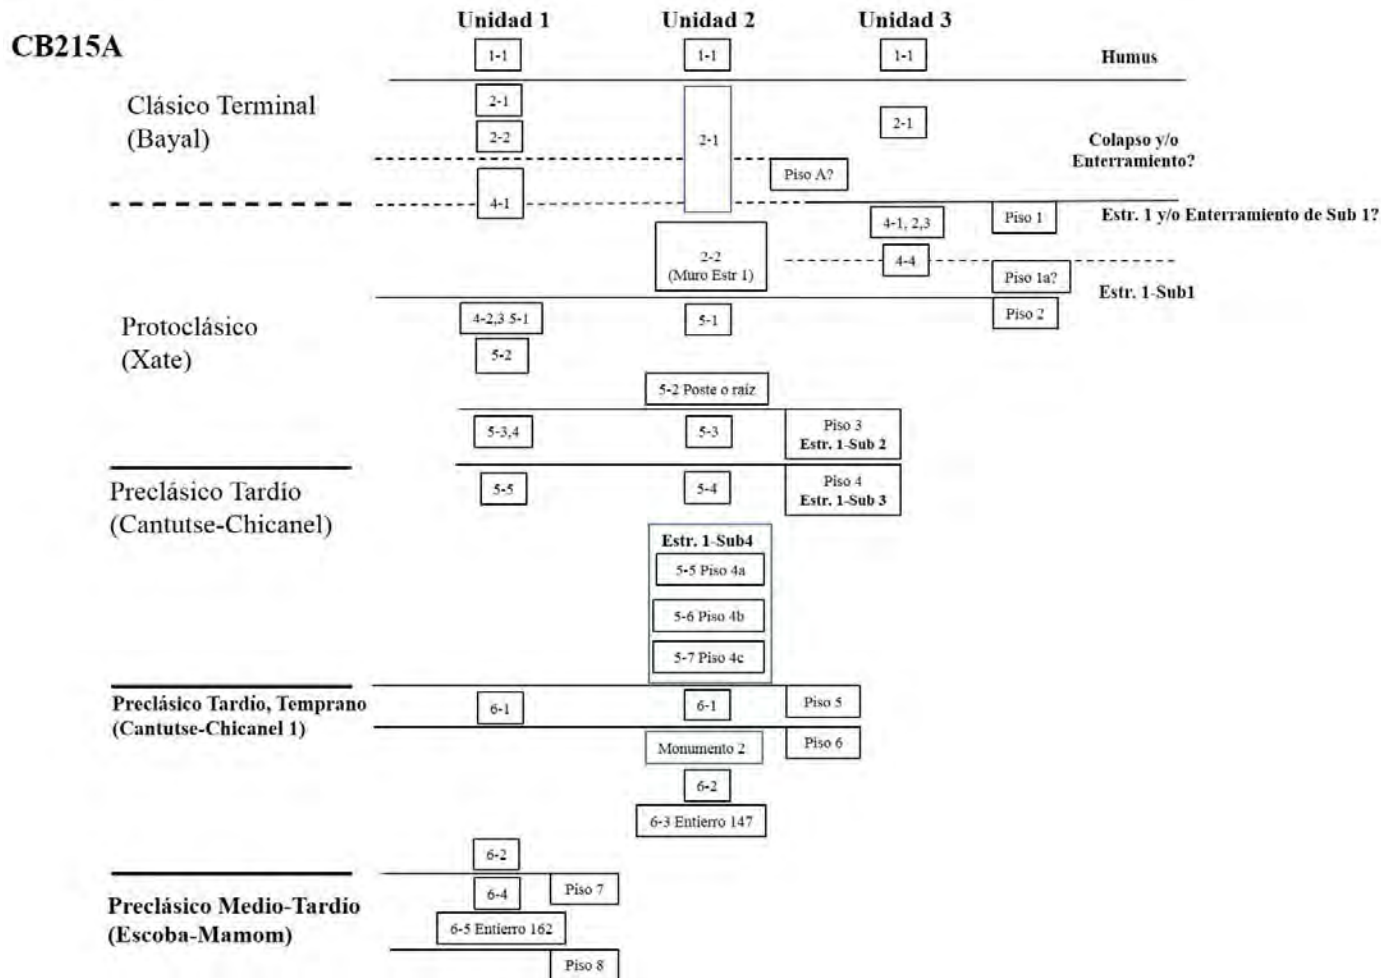 Unidad 1
Unidad 2
Unidad 3
CB215A
1-1
1-1
1-1
Humus
Clásico Terminal
(Bayal)
2-1
2-2
2-1
2-1
Colapso y/o
Enterramiento?
Piso A?
4-1
4-1, 2,3
Piso 1
Estr. 1 y/o Enterramiento de Sub 1?
2-2
(Muro Estr 1)
4-4
Piso 1a?
Estr. 1-Sub1
Protoclásico
(Xate)
4-2,3 5-1
5-1
Piso 2
5-2
5-2 Poste o raíz
5-3,4
5-3
Piso 3
Estr. 1-Sub 2
Preclásico Tardío
(Cantutse-Chicanel)
5-5
5-4
Piso 4
Estr. 1-Sub 3
Estr. 1-Sub4
5-5 Piso 4a
5-6 Piso 4b
5-7 Piso 4c
Preclásico Tardío, Temprano
(Cantutse-Chicanel 1)
6-1
6-1
Piso 5
Monumento 2
Piso 6
6-2
6-3 Entierro 147
6-2
Preclásico Medio-Tardío
(Escoba-Mamom)
6-4
Piso 7
6-5 Entierro 162
Piso 8